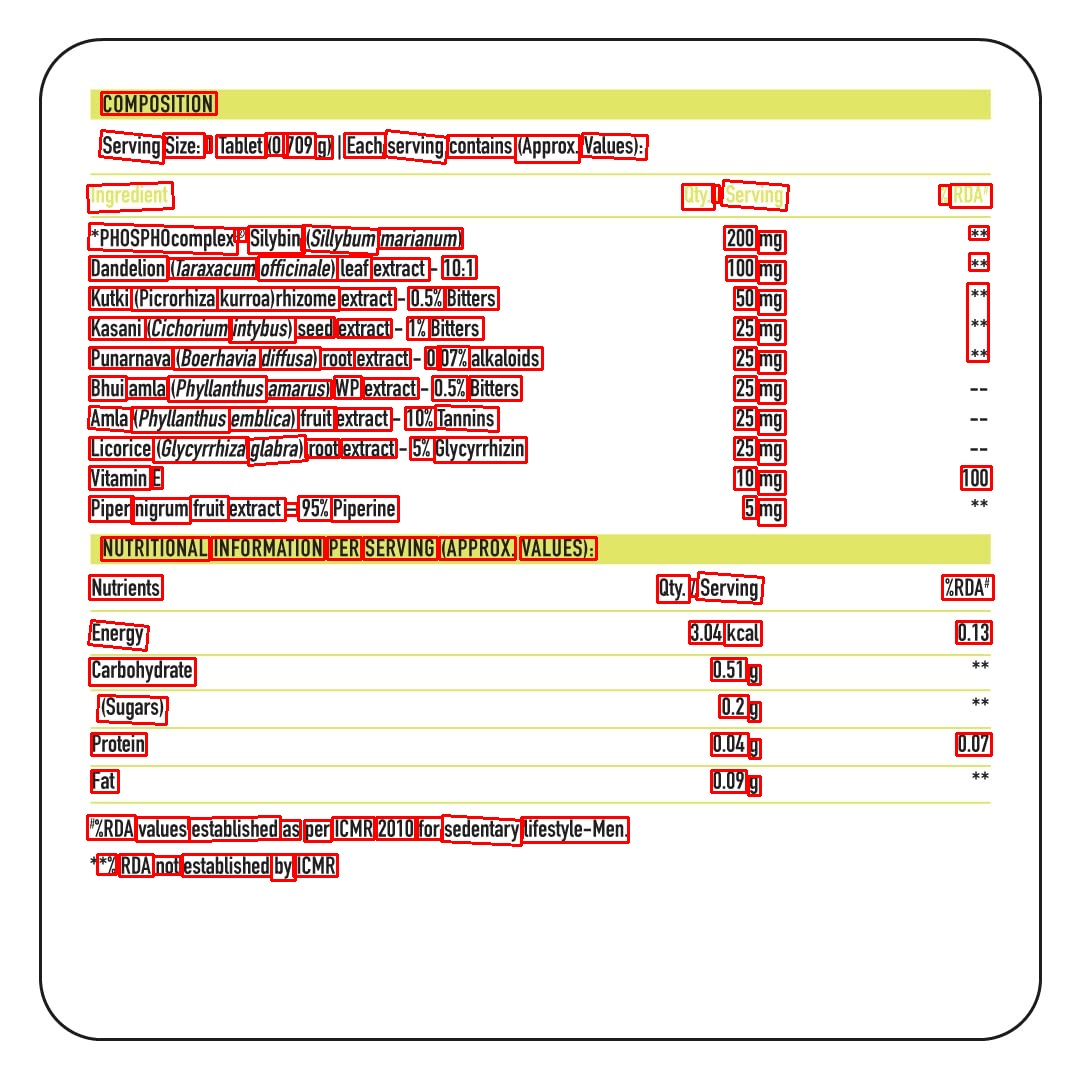 COMPOSITION
Serving Size: 1 Tablet (0.709 g) | Each serving contains (Approx. Values):
Ingredient Qty./ Serving %RDA#
*PHOSPHOcomplex® Silybin (Sillybum marianum) 200 mg **
Dandelion (Taraxacum officinale) leaf extract - 10:1 100 mg **
Kutki (Picrorhiza kurroa) rhizome extract - 0.5% Bitters 50 mg **
Kasani (Cichorium intybus) seed extract - 1% Bitters 25 mg **
Punarnava (Boerhavia diffusa) root extract - 0.07% alkaloids 25 mg **
Bhui amla (Phyllanthus amarus) WP extract - 0.5% Bitters 25 mg --
Amla (Phyllanthus emblica) fruit extract - 10% Tannins 25 mg --
Licorice (Glycyrrhiza glabra) root extract - 5% Glycyrrhizin 25 mg --
Vitamin E 10 mg 100
Piper nigrum fruit extract = 95% Piperine 5 mg **
NUTRITIONAL INFORMATION PER SERVING (APPROX. VALUES):
Nutrients Qty. / Serving %RDA#
Energy 3.04 kcal 0.13
Carbohydrate 0.51 g **
(Sugars) 0.2 g **
Protein 0.04 g 0.07
Fat 0.09 g **
#%RDA values established as per ICMR 2010 for sedentary lifestyle-Men.
**% RDA not established by ICMR